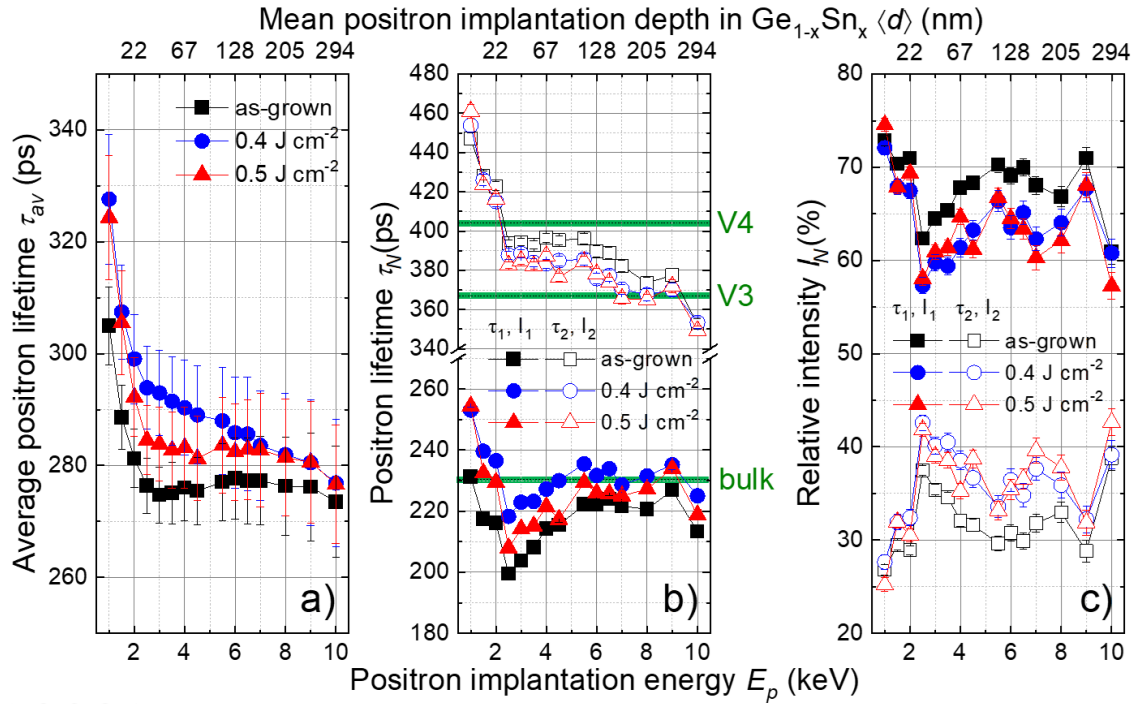 Mean positron implantation depth in Ge1-xSnx ⟨d⟩ (nm)
22 67 128 205 294
22 67 128 205 294
22 67 128 205 294
Average positron lifetime τav (ps)
340
320
300
280
260
as-grown
0.4 J cm-2
0.5 J cm-2
a)
2 4 6 8 10
Positron lifetime τN (ps)
480
460
440
420
400
380
360
340
260
240
220
200
180
V4
V3
bulk
τ1, I1 τ2, I2
as-grown
0.4 J cm-2
0.5 J cm-2
b)
2 4 6 8 10
Relative intensity IN (%)
80
70
60
50
40
30
20
τ1, I1 τ2, I2
as-grown
0.4 J cm-2
0.5 J cm-2
c)
2 4 6 8 10
Positron implantation energy Ep (keV)